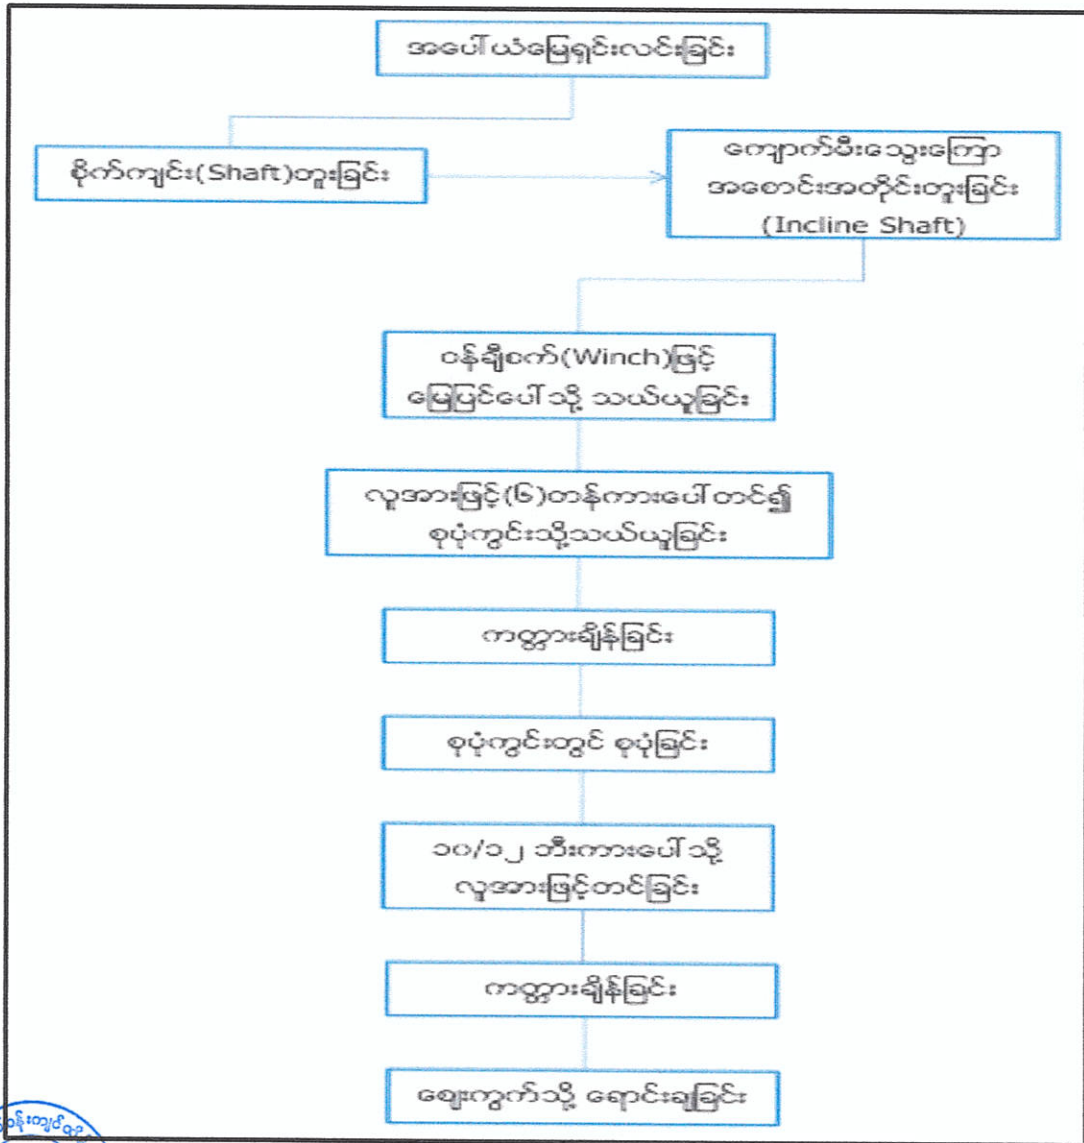 အပေါ်ယံမြေရှင်းလင်းခြင်း
စိုက်ကျင်း(Shaft)တူးခြင်း
ကျောက်မီးသွေးကြော
အစောင်းအတိုင်းတူးခြင်း
(Incline Shaft)
ဝန်ချီစက်(Winch)ဖြင့်
မြေပြင်ပေါ်သို့ သယ်ယူခြင်း
လူအားဖြင့်(၆)တန်ကားပေါ်တင်၍
စုပုံကွင်းသို့သယ်ယူခြင်း
ကတ္တားချိန်ခြင်း
စုပုံကွင်းတွင် စုပုံခြင်း
၁၀/၁၂ ဘီးကားပေါ်သို့
လူအားဖြင့်တင်ခြင်း
ကတ္တားချိန်ခြင်း
ဈေးကွက်သို့ ရောင်းချခြင်း